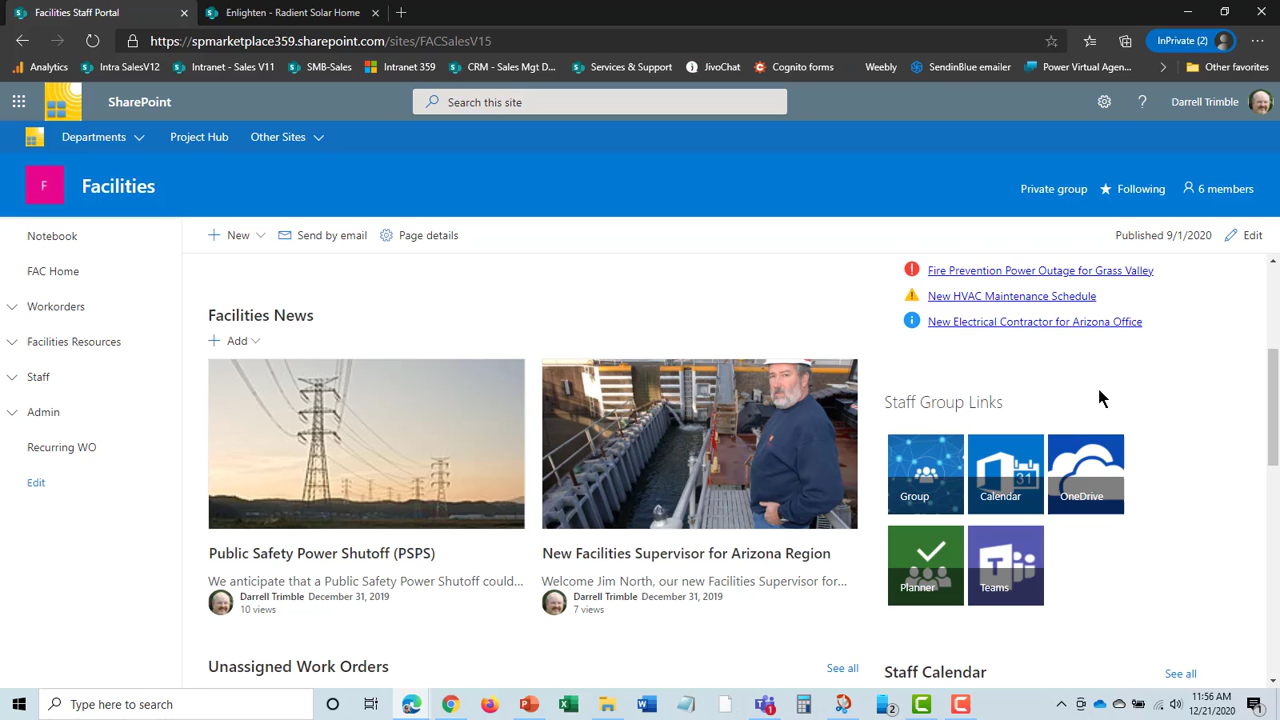 Facilities Staff Portal
Enlighten - Radient Solar Home
https://spmarketplace359.sharepoint.com/sites/FACSalesV15
InPrivate (2)
Analytics
Intra SalesV12
Intranet - Sales V11
SMB-Sales
Intranet 359
CRM - Sales Mgt D...
Services & Support
JivoChat
Cognito forms
Weebly
SendinBlue emailer
Power Virtual Agen...
Other favorites
SharePoint
Search this site
Darrell Trimble
Departments
Project Hub
Other Sites
F
Facilities
Private group
Following
6 members
Notebook
FAC Home
Workorders
Facilities Resources
Staff
Admin
Recurring WO
Edit
New
Send by email
Page details
Published 9/1/2020
Edit
Facilities News
Add
Public Safety Power Shutoff (PSPS)
We anticipate that a Public Safety Power Shutoff could...
Darrell Trimble December 31, 2019
10 views
New Facilities Supervisor for Arizona Region
Welcome Jim North, our new Facilities Supervisor for...
Darrell Trimble December 31, 2019
7 views
Unassigned Work Orders
See all
Fire Prevention Power Outage for Grass Valley
New HVAC Maintenance Schedule
New Electrical Contractor for Arizona Office
Staff Group Links
Group
31
Calendar
OneDrive
Planner
Teams
Staff Calendar
See all
Type here to search
1
2
11:56 AM
12/21/2020
1